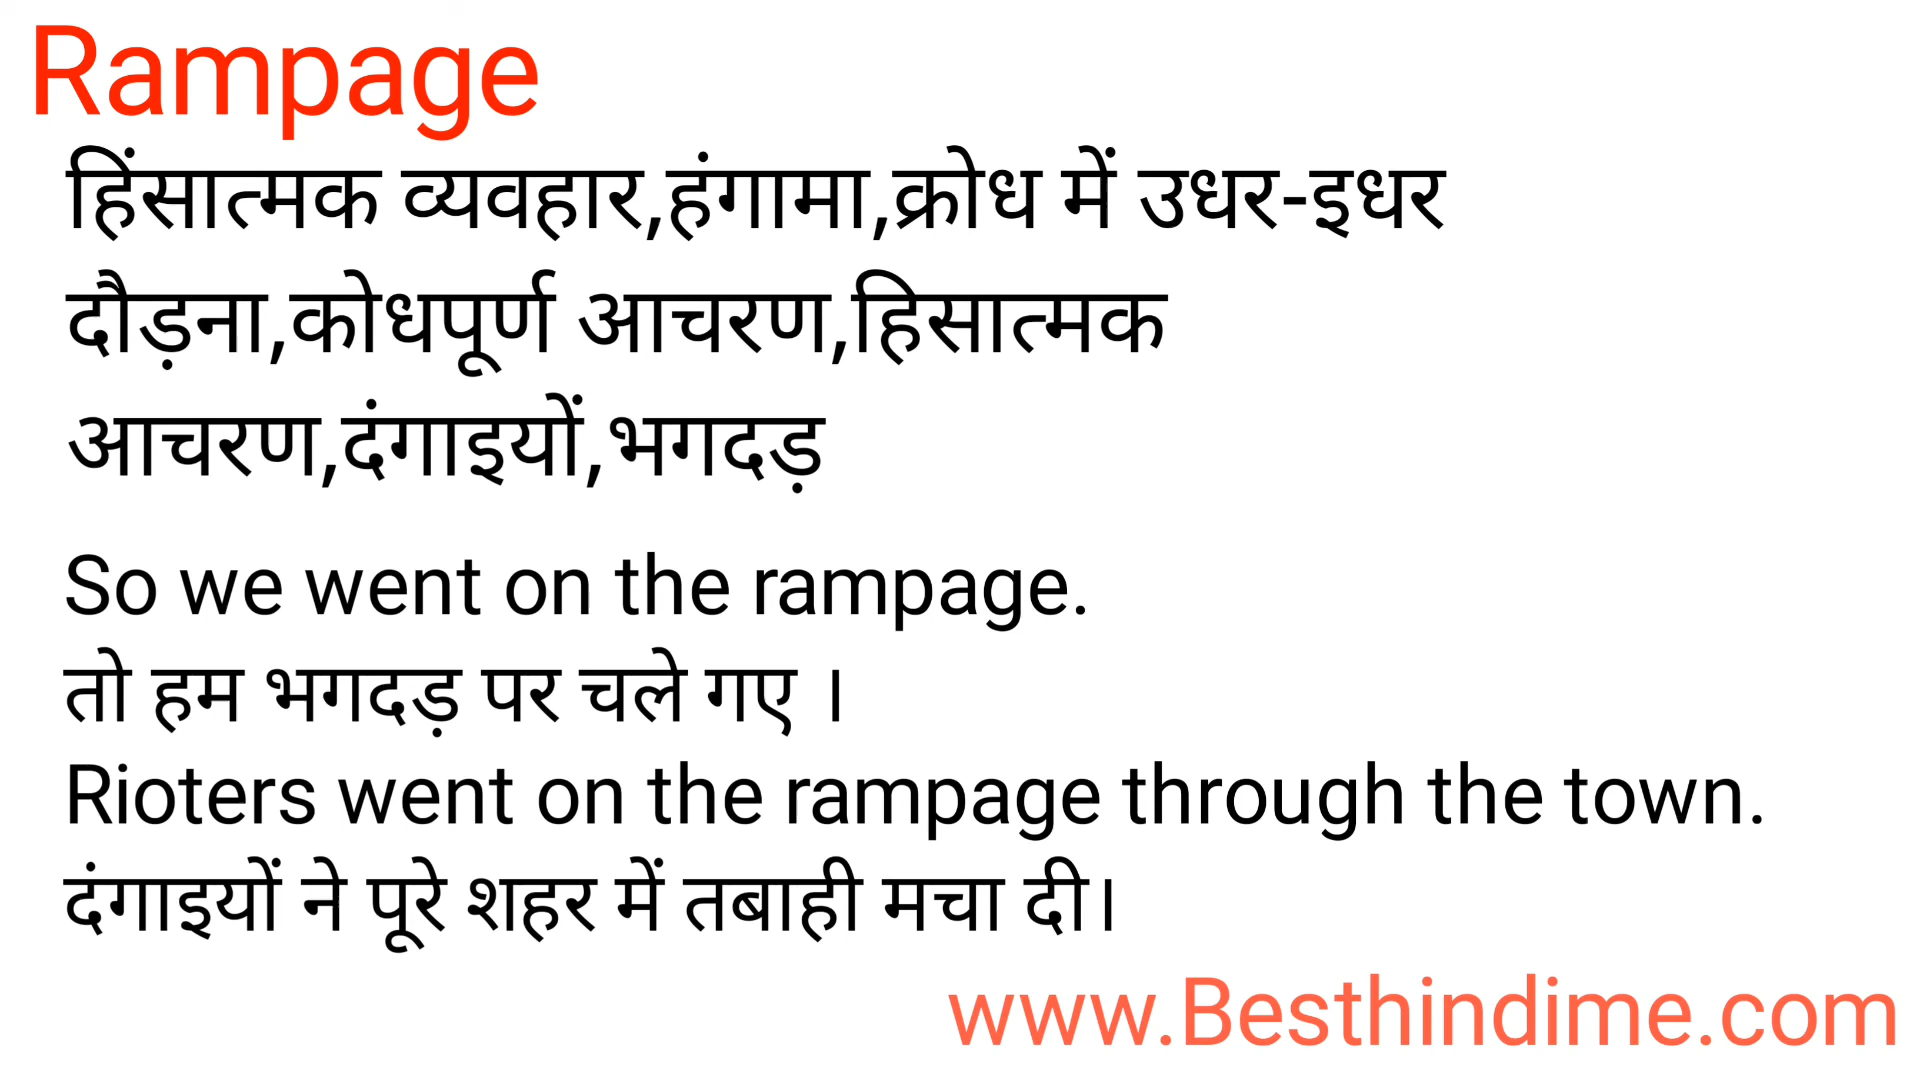 Rampage
हिंसात्मक व्यवहार,हंगामा,क्रोध में उधर-इधर
दौड़ना,कोधपूर्ण आचरण,हिसात्मक
आचरण,दंगाइयों,भगदड़
So we went on the rampage.
तो हम भगदड़ पर चले गए ।
Rioters went on the rampage through the town.
दंगाइयों ने पूरे शहर में तबाही मचा दी।
www.Besthindime.com